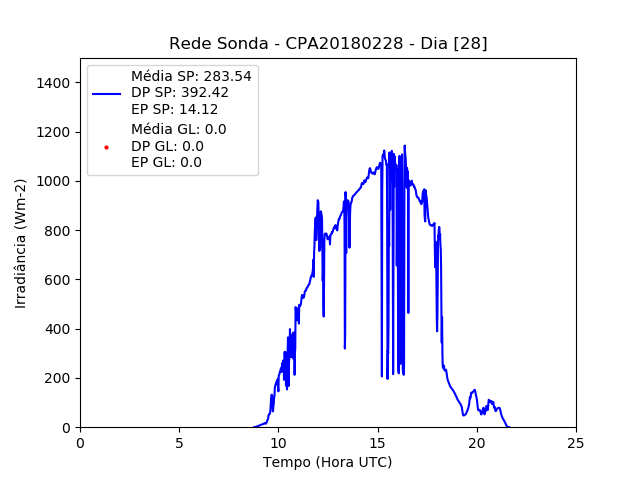 Rede Sonda - CPA20180228 - Dia [28]
Média SP: 283.54
DP SP: 392.42
EP SP: 14.12
Média GL: 0.0
DP GL: 0.0
EP GL: 0.0
Irradiância (Wm-2)
1400
1200
1000
800
600
400
200
0
0 5 10 15 20 25
Tempo (Hora UTC)